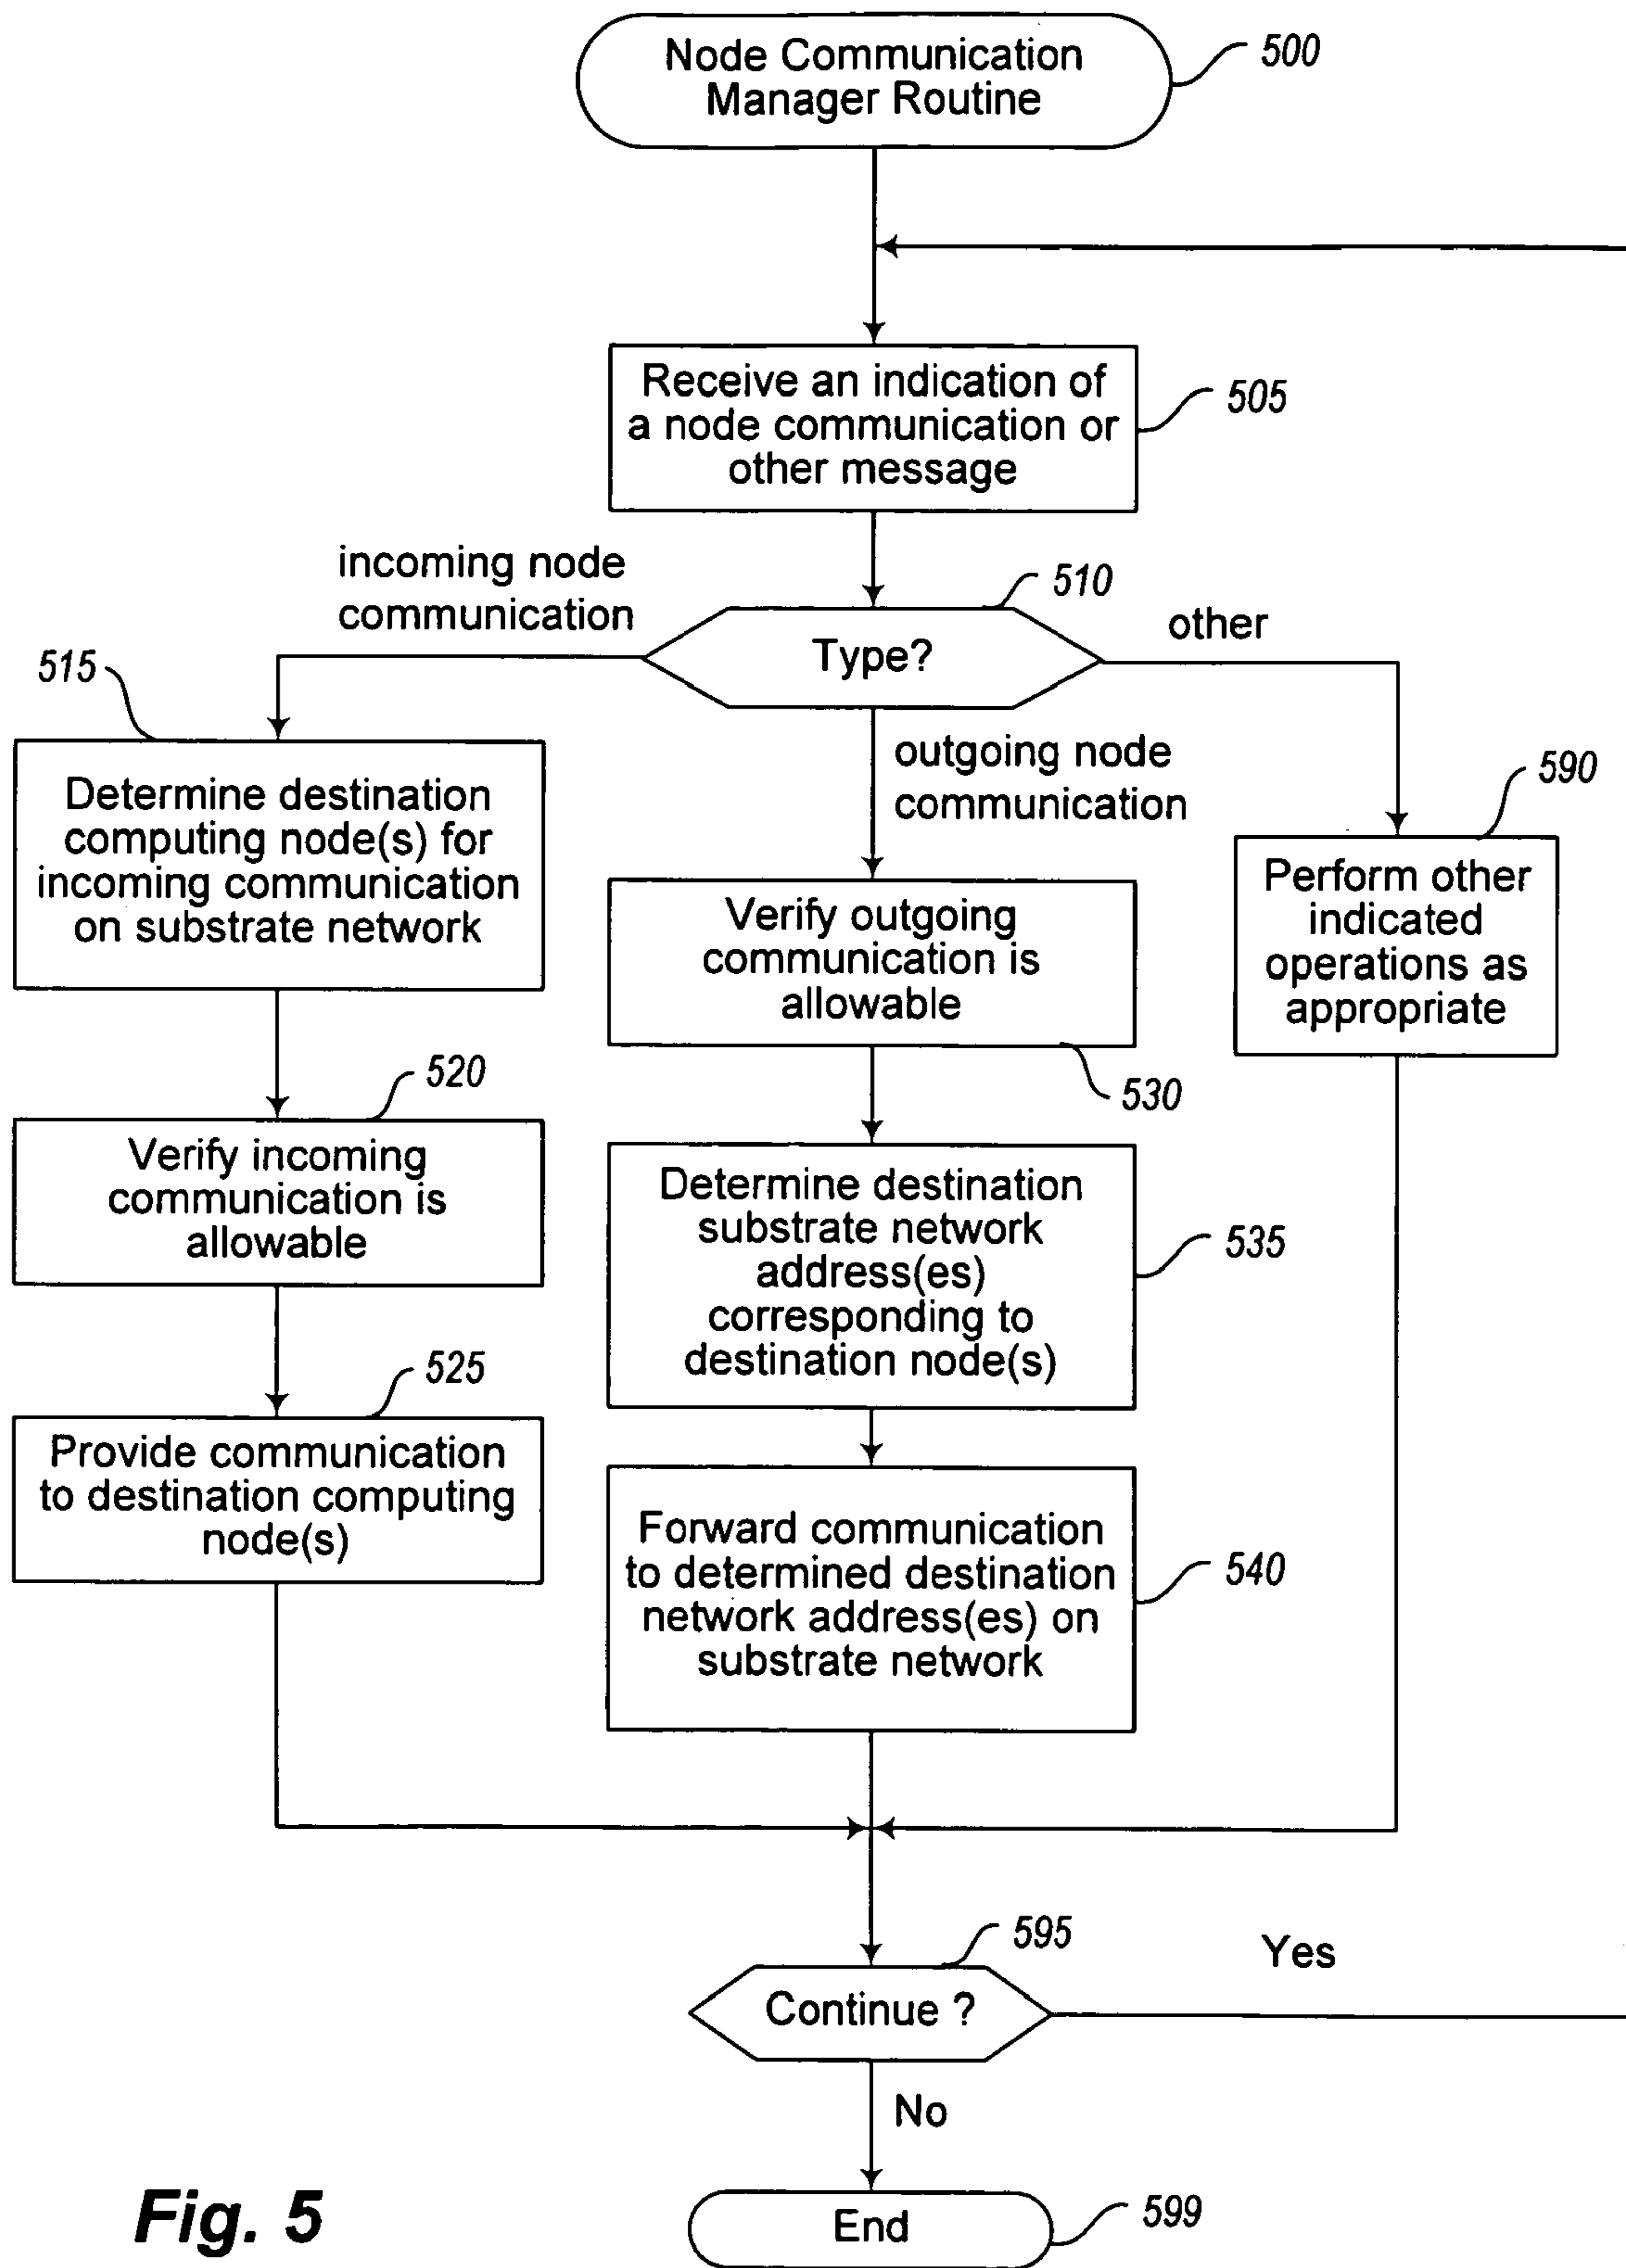 Node Communication
Manager Routine
500
Receive an indication of
a node communication or
other message
505
incoming node
communication
510
Type?
other
515
outgoing node
communication
590
Determine destination
computing node(s) for
incoming communication
on substrate network
Verify outgoing
communication is
allowable
530
Perform other
indicated
operations as
appropriate
520
Verify incoming
communication is
allowable
Determine destination
substrate network
address(es)
corresponding to
destination node(s)
535
525
Provide communication
to destination computing
node(s)
Forward communication
to determined destination
network address(es) on
substrate network
540
595
Continue ?
Yes
No
End
599
Fig. 5